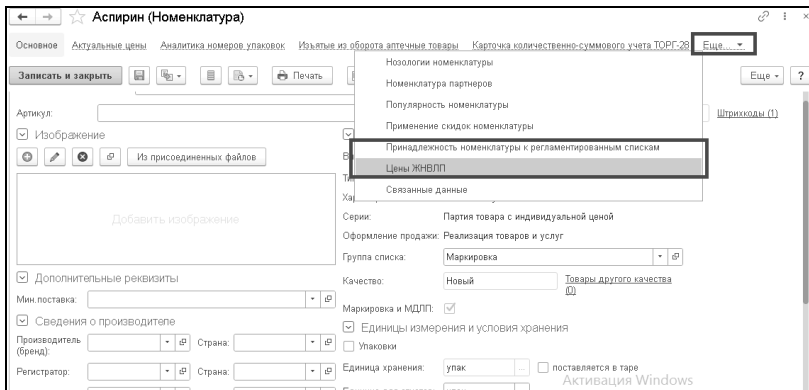 Аспирин (Номенклатура)
Основное Актуальные цены Аналитика номеров упаковок Изъятые из оборота аптечные товары Карточка количественно-суммового учета ТОРГ-28 Еще...
Записать и закрыть Печать Еще ?
Нозологии номенклатуры
Номенклатура партнеров
Популярность номенклатуры
Применение скидок номенклатуры
Принадлежность номенклатуры к регламентированным спискам
Цены ЖНВЛП
Связанные данные
Артикул: Штрихкоды (1)
Изображение
Из присоединенных файлов
Добавить изображение
Серии: Партия товара с индивидуальной ценой
Оформление продажи: Реализация товаров и услуг
Группа списка: Маркировка
Дополнительные реквизиты
Качество: Новый Товары другого качества (0)
Мин.поставка:
Маркировка и МДЛП:
Сведения о производителе
Единицы измерения и условия хранения
Производитель (бренд): Страна:
Упаковки
Регистратор: Страна:
Единица хранения: упак поставляется в таре
Активация Windows